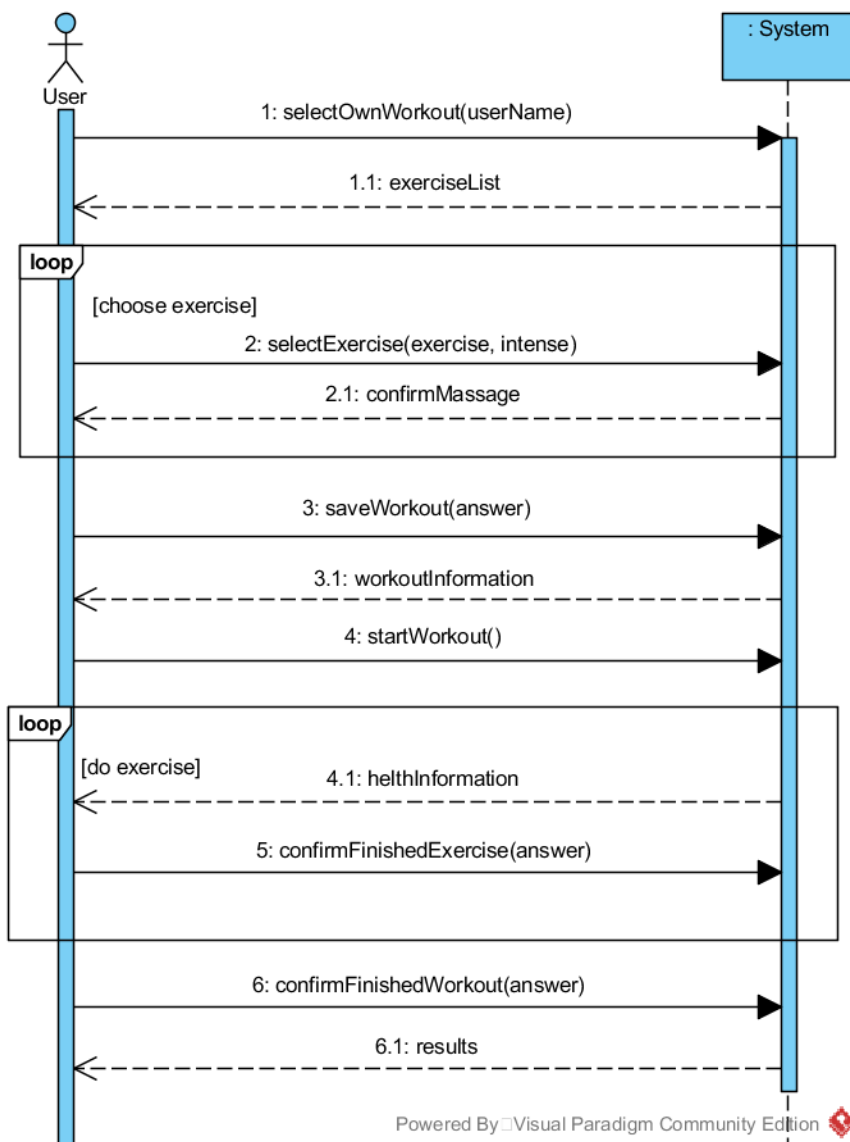 : System
User
1: selectOwnWorkout(userName)
1.1: exerciseList
loop
[choose exercise]
2: selectExercise(exercise, intense)
2.1: confirmMassage
3: saveWorkout(answer)
3.1: workoutInformation
4: startWorkout()
loop
[do exercise]
4.1: helthInformation
5: confirmFinishedExercise(answer)
6: confirmFinishedWorkout(answer)
6.1: results
Powered By Visual Paradigm Community Edition